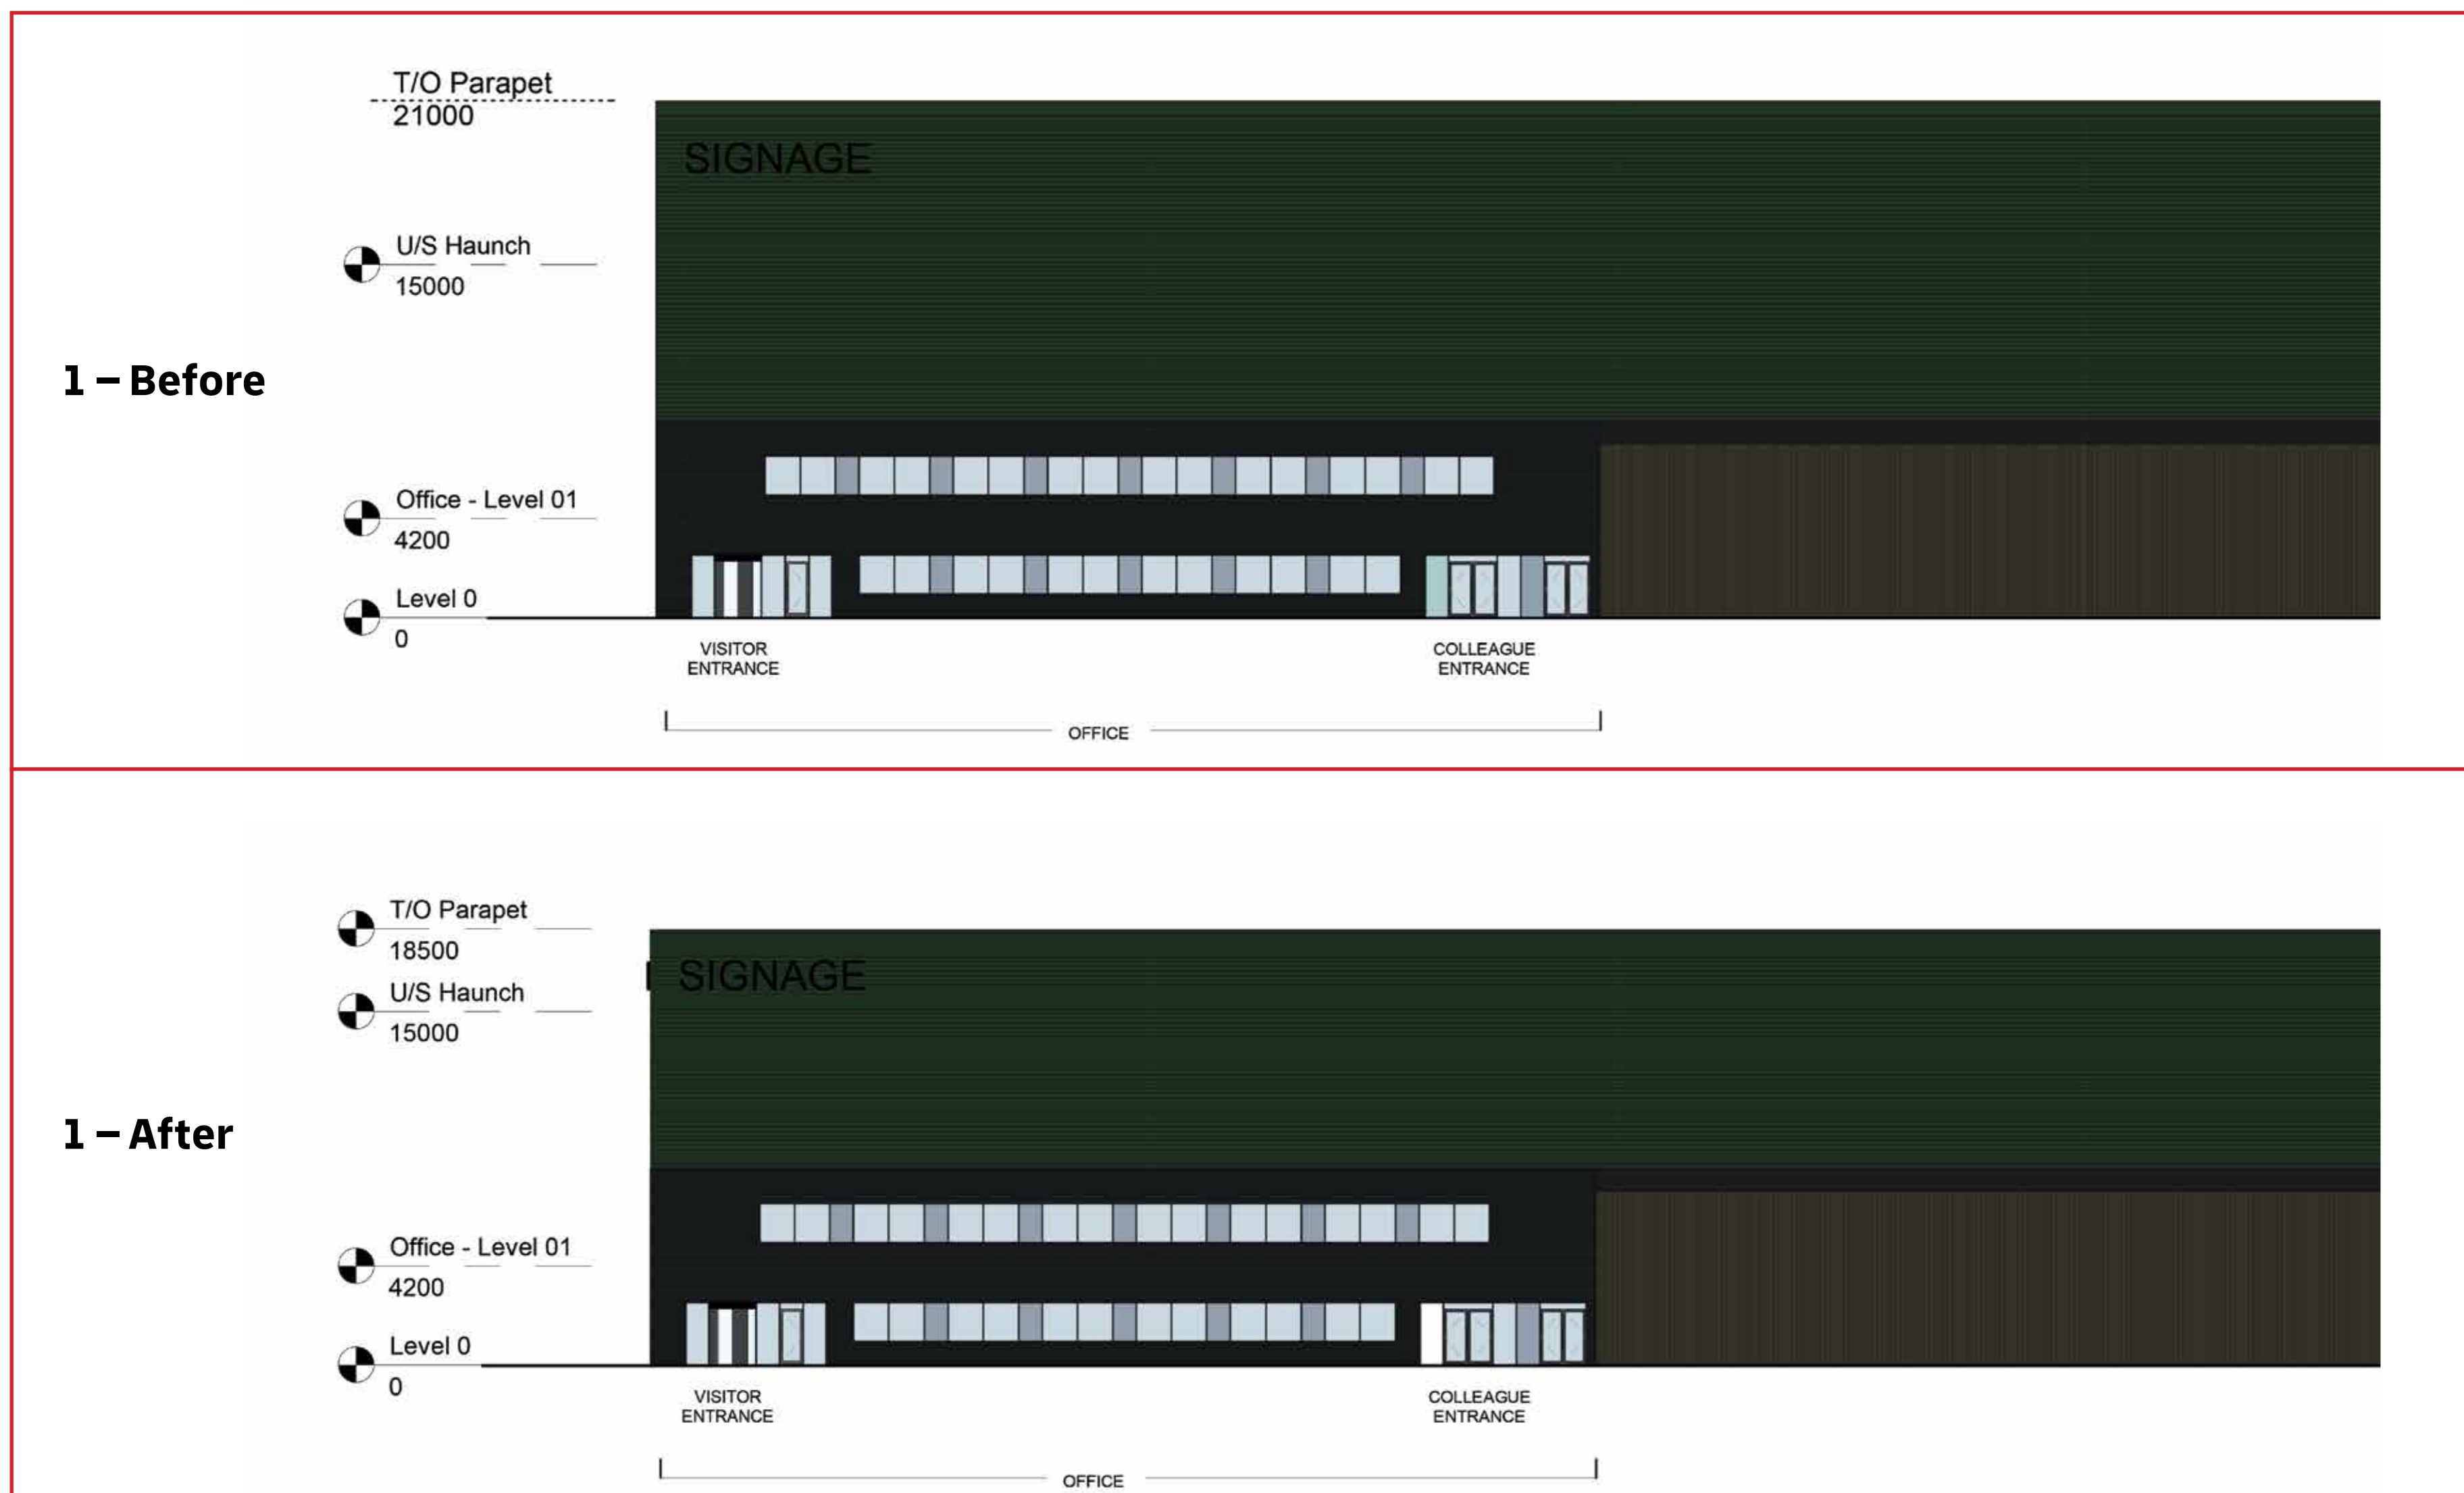 T/O Parapet
21000
SIGNAGE
U/S Haunch
15000
1 – Before
Office - Level 01
4200
Level 0
0
VISITOR
ENTRANCE
COLLEAGUE
ENTRANCE
OFFICE
T/O Parapet
18500
SIGNAGE
U/S Haunch
15000
1 – After
Office - Level 01
4200
Level 0
0
VISITOR
ENTRANCE
COLLEAGUE
ENTRANCE
OFFICE